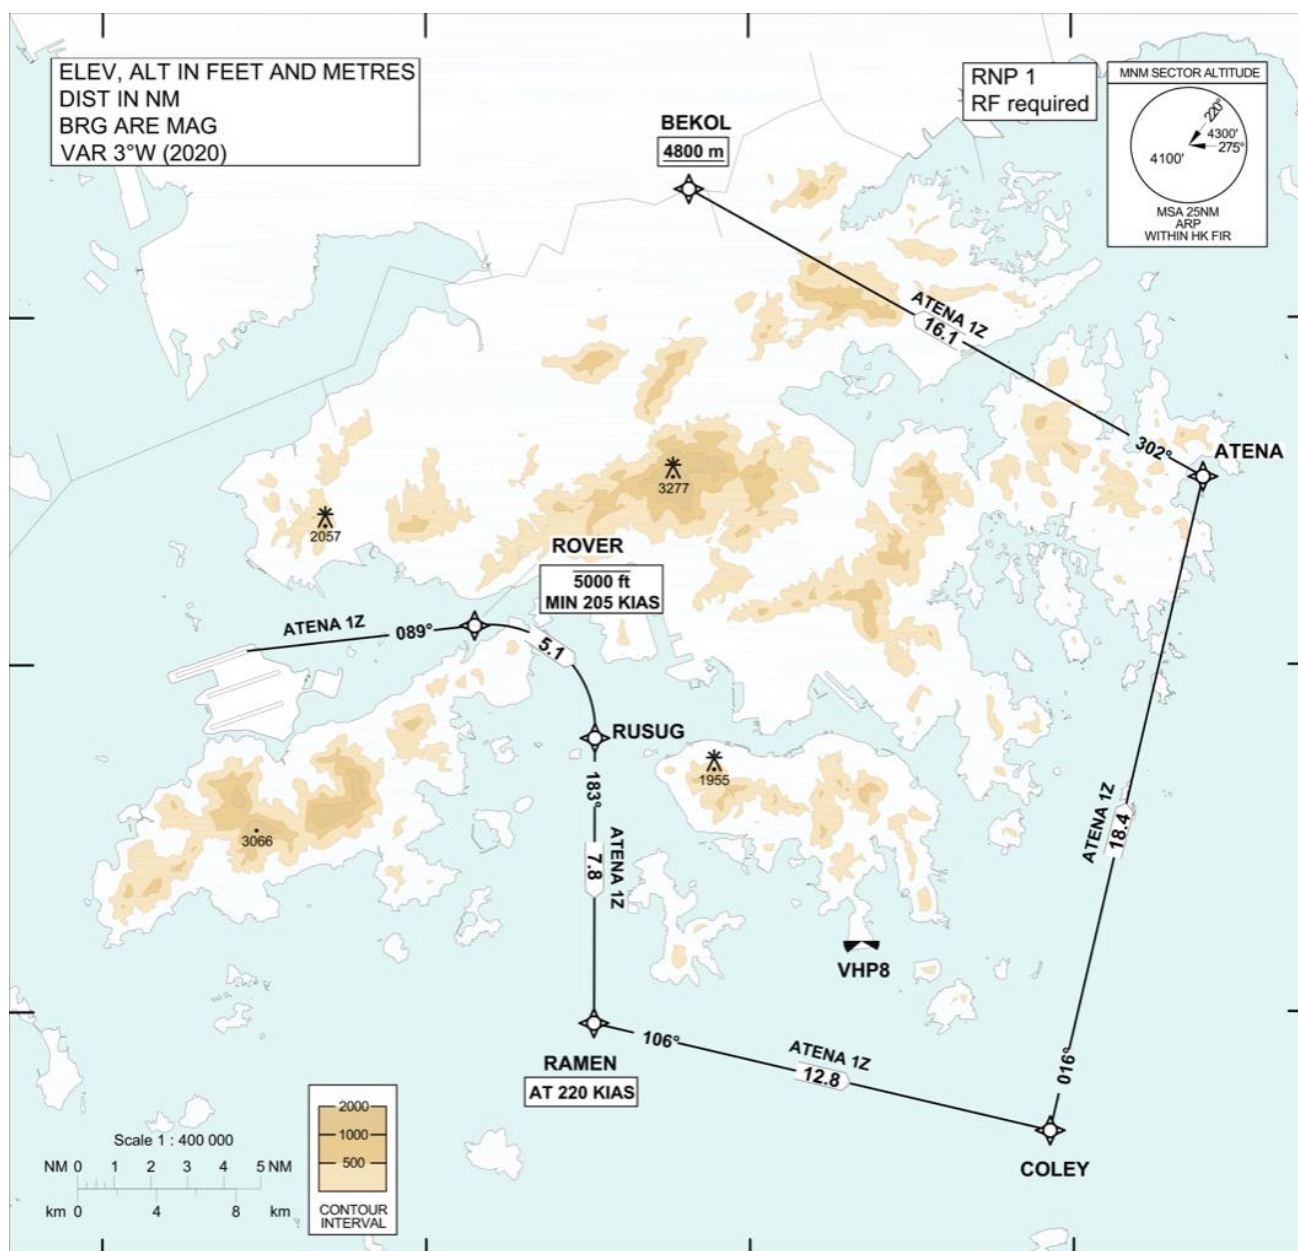 ELEV, ALT IN FEET AND METRES
DIST IN NM
BRG ARE MAG
VAR 3°W (2020)
RNP 1
RF required
MNM SECTOR ALTITUDE
220°
4300'
275°
4100'
MSA 25NM
ARP
WITHIN HK FIR
BEKOL
4800 m
ATENA 1Z
16.1
302°
ATENA
3277
2057
ROVER
5000 ft
MIN 205 KIAS
ATENA 1Z
089°
5.1
RUSUG
183°
ATENA 1Z
7.8
1955
3066
ATENA 1Z
18.4
016°
VHP8
RAMEN
AT 220 KIAS
106°
ATENA 1Z
12.8
COLEY
Scale 1 : 400 000
NM 0 1 2 3 4 5 NM
km 0 4 8 km
2000
1000
500
CONTOUR
INTERVAL